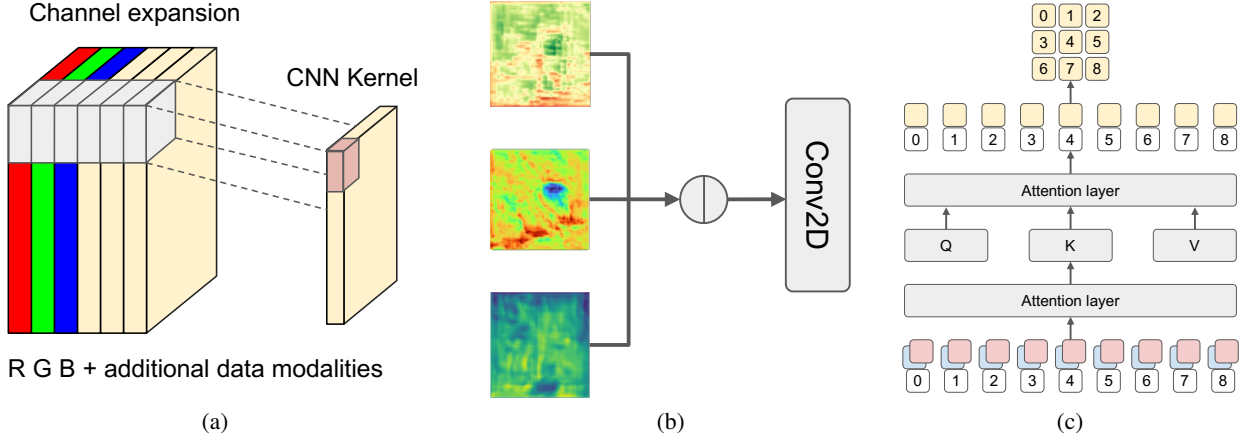 Channel expansion
CNN Kernel
R G B + additional data modalities
(a)
Conv2D
(b)
0 1 2
3 4 5
6 7 8
0 1 2 3 4 5 6 7 8
Attention layer
Q K V
Attention layer
0 1 2 3 4 5 6 7 8
(c)